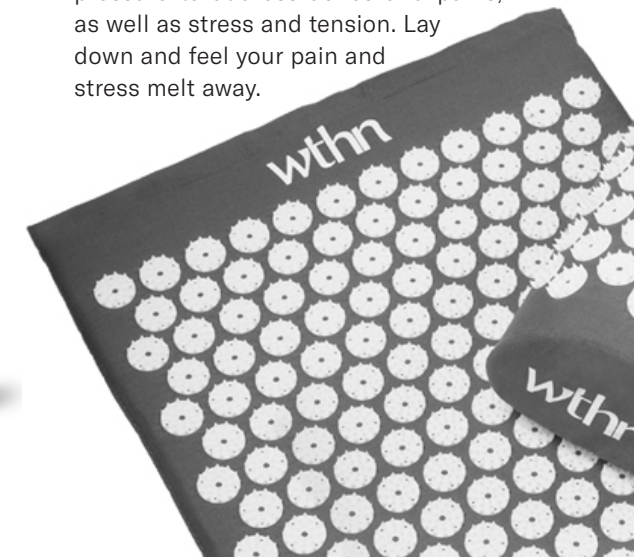 as well as stress and tension. Lay
down and feel your pain and
stress melt away.
wthn
wthn